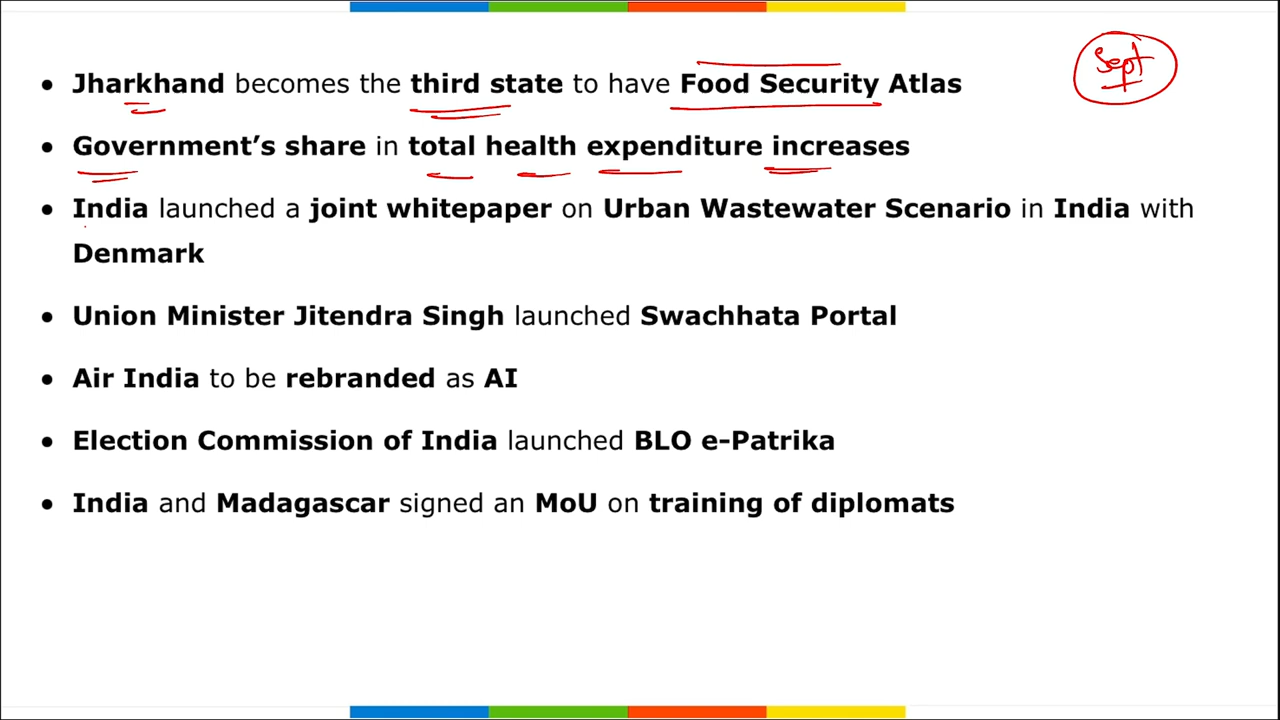 Sept
• Jharkhand becomes the third state to have Food Security Atlas
• Government’s share in total health expenditure increases
• India launched a joint whitepaper on Urban Wastewater Scenario in India with
Denmark
• Union Minister Jitendra Singh launched Swachhata Portal
• Air India to be rebranded as AI
• Election Commission of India launched BLO e-Patrika
• India and Madagascar signed an MoU on training of diplomats